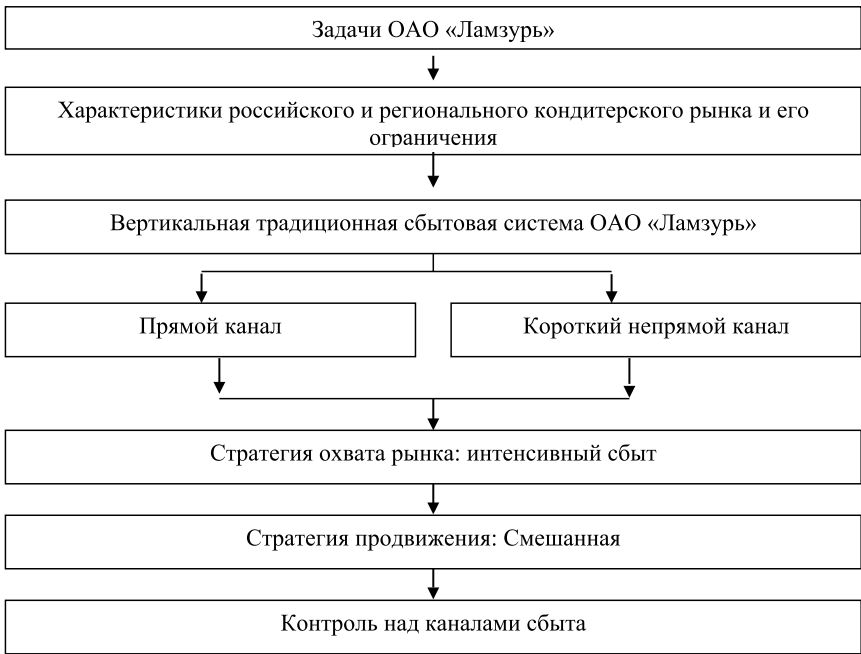 Задачи ОАО «Ламзурь»
Характеристики российского и регионального кондитерского рынка и его
ограничения
Вертикальная традиционная сбытовая система ОАО «Ламзурь»
Прямой канал
Короткий непрямой канал
Стратегия охвата рынка: интенсивный сбыт
Стратегия продвижения: Смешанная
Контроль над каналами сбыта